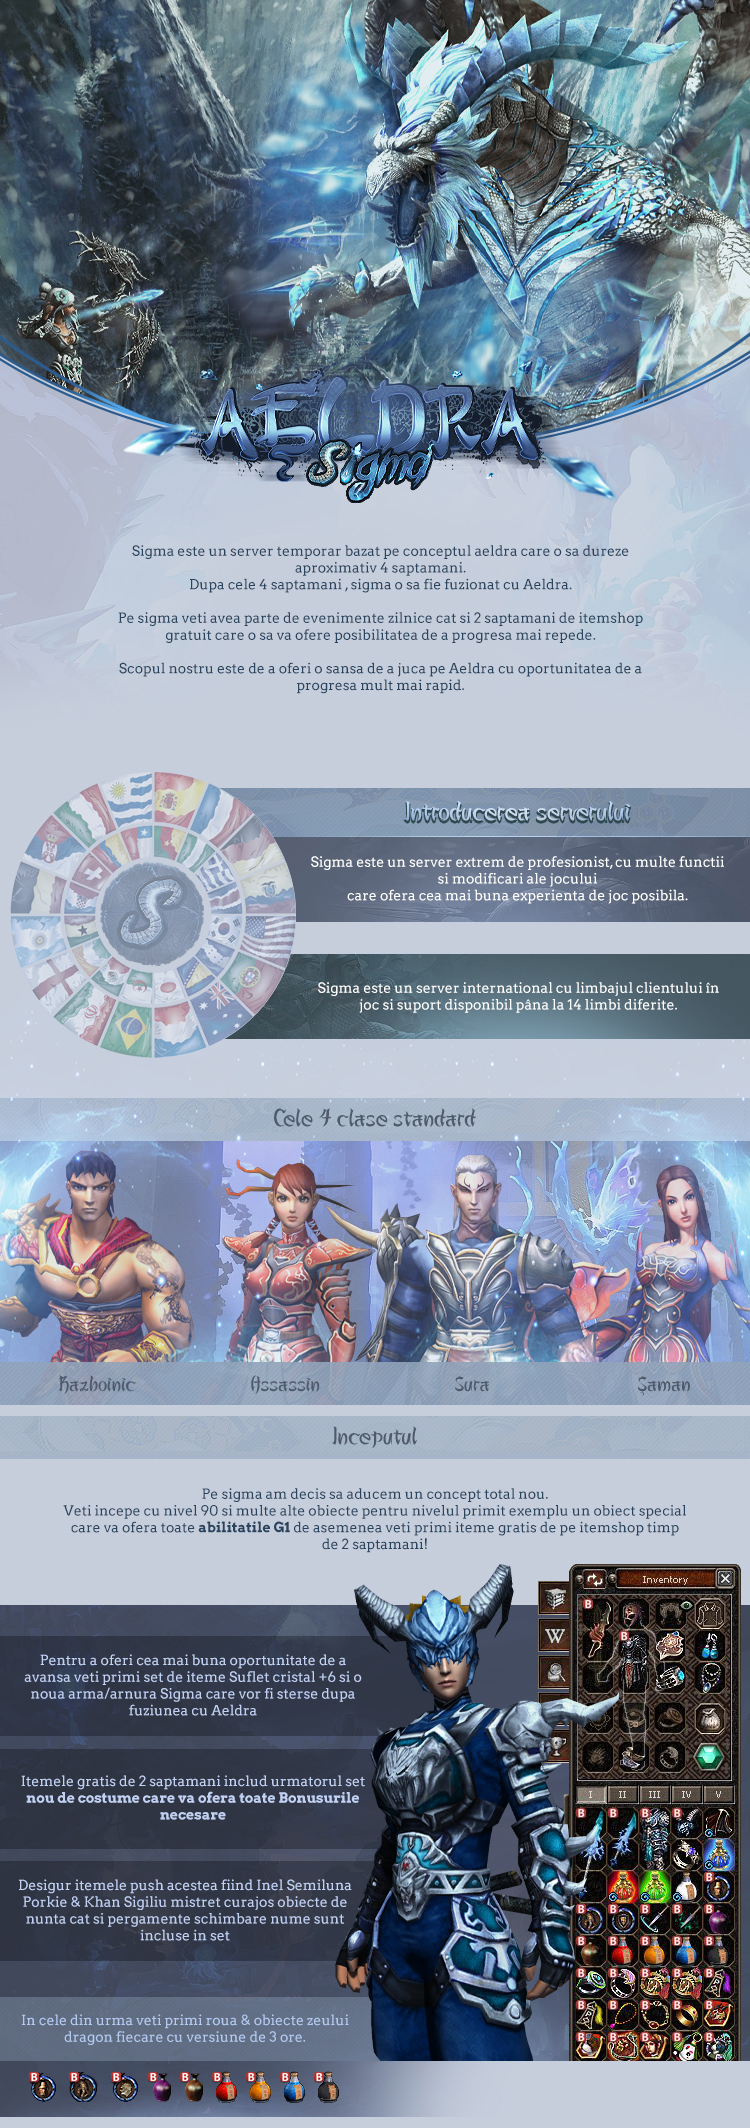 AELDRA
Sigma
Sigma este un server temporar bazat pe conceptul aeldra care o sa dureze
aproximativ 4 saptamani.
Dupa cele 4 saptamani , sigma o sa fie fuzionat cu Aeldra.
Pe sigma veti avea parte de evenimente zilnice cat si 2 saptamani de itemshop
gratuit care o sa va ofere posibilitatea de a progresa mai repede.
Scopul nostru este de a oferi o sansa de a juca pe Aeldra cu oportunitatea de a
progresa mult mai rapid.
Introducerea serverului
Sigma este un server extrem de profesionist, cu multe functii
si modificari ale jocului
care ofera cea mai buna experienta de joc posibila.
Sigma este un server international cu limbajul clientului în
joc si suport disponibil pâna la 14 limbi diferite.
Cele 4 clase standard
Razboinic
Assassin
Sura
Șaman
Inceputul
Pe sigma am decis sa aducem un concept total nou.
Veti incepe cu nivel 90 si multe alte obiecte pentru nivelul primit exemplu un obiect special
care va ofera toate abilitatile G1 de asemenea veti primi iteme gratis de pe itemshop timp
de 2 saptamani!
Inventory
W
Pentru a oferi cea mai buna oportunitate de a
avansa veti primi set de iteme Suflet cristal +6 si o
noua arma/arnura Sigma care vor fi sterse dupa
fuziunea cu Aeldra
Itemele gratis de 2 saptamani includ urmatorul set
nou de costume care va ofera toate Bonusurile
necesare
I II III IV V
Desigur itemele push acestea fiind Inel Semiluna
Porkie & Khan Sigiliu mistret curajos obiecte de
nunta cat si pergamente schimbare nume sunt
incluse in set
In cele din urma veti primi roua & obiecte zeului
dragon fiecare cu versiune de 3 ore.
B B B B B B B B B